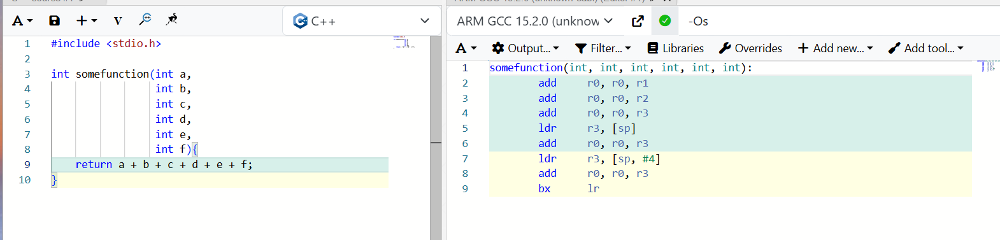 A V C++
1 #include <stdio.h>
2
3 int somefunction(int a,
4 int b,
5 int c,
6 int d,
7 int e,
8 int f){
9 return a + b + c + d + e + f;
10 }
ARM GCC 15.2.0 (unknow -Os
A Output... Filter... Libraries Overrides Add new... Add tool...
1 somefunction(int, int, int, int, int, int):
2 add r0, r0, r1
3 add r0, r0, r2
4 add r0, r0, r3
5 ldr r3, [sp]
6 add r0, r0, r3
7 ldr r3, [sp, #4]
8 add r0, r0, r3
9 bx lr